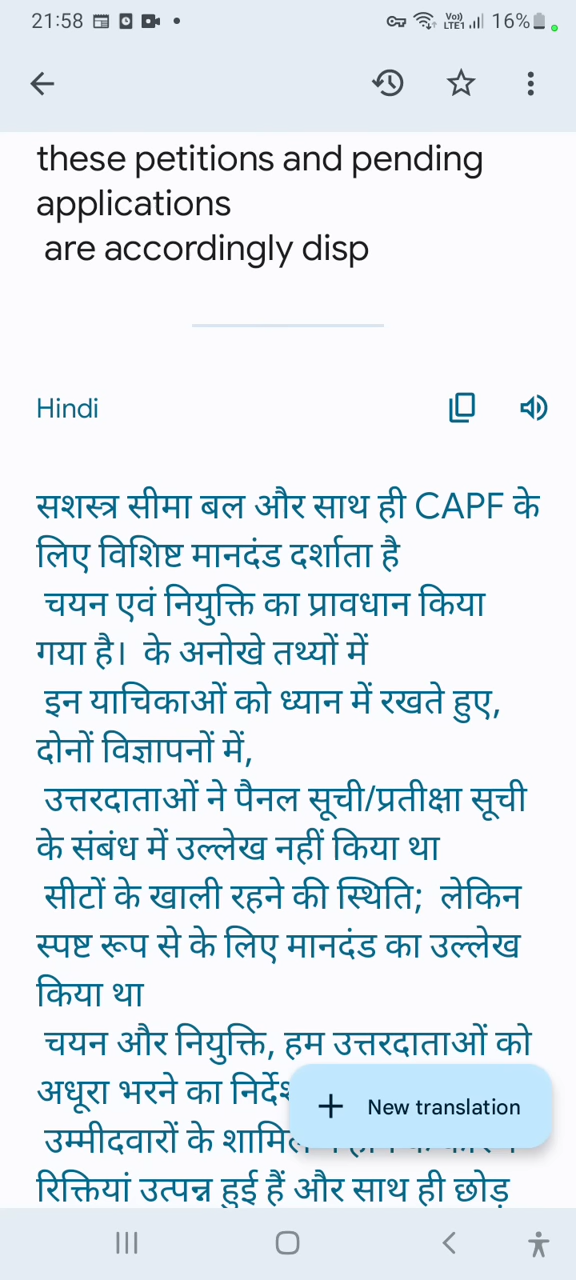 21:58
Vo)) LTE1 16%
these petitions and pending
applications
are accordingly disp
Hindi
सशस्त्र सीमा बल और साथ ही CAPF के
लिए विशिष्ट मानदंड दर्शाता है
चयन एवं नियुक्ति का प्रावधान किया
गया है। के अनोखे तथ्यों में
इन याचिकाओं को ध्यान में रखते हुए,
दोनों विज्ञापनों में,
उत्तरदाताओं ने पैनल सूची/प्रतीक्षा सूची
के संबंध में उल्लेख नहीं किया था
सीटों के खाली रहने की स्थिति; लेकिन
स्पष्ट रूप से के लिए मानदंड का उल्लेख
किया था
चयन और नियुक्ति, हम उत्तरदाताओं को
अधूरा भरने का
New translation
उम्मीदवारों के
रिक्तियां उत्पन्न हुई हैं और साथ ही छोड़